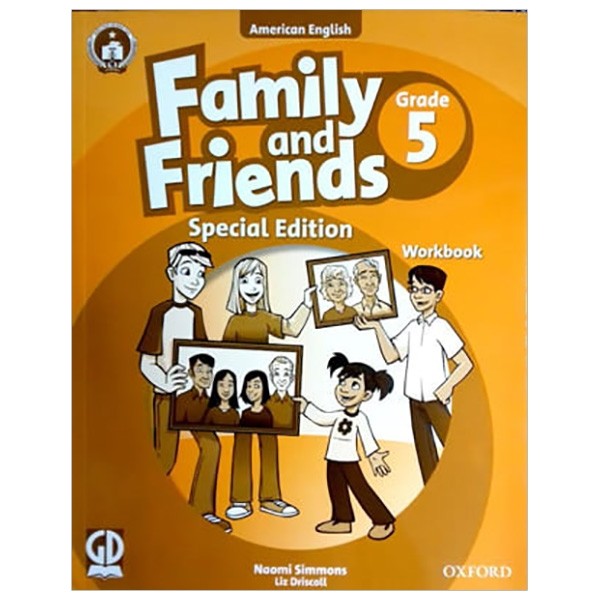 American English
Family
and
Friends
Grade
5
Special Edition
Workbook
GD
Naomi Simmons
Liz Driscoll
OXFORD